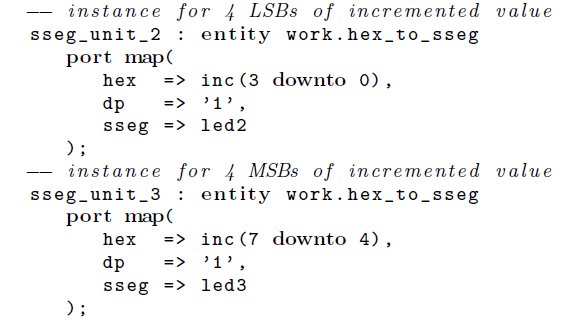 -- instance for 4 LSBs of incremented value
sseg_unit_2 : entity work.hex_to_sseg
port map(
hex => inc(3 downto 0),
dp => '1',
sseg => led2
);
-- instance for 4 MSBs of incremented value
sseg_unit_3 : entity work.hex_to_sseg
port map(
hex => inc(7 downto 4),
dp => '1',
sseg => led3
);